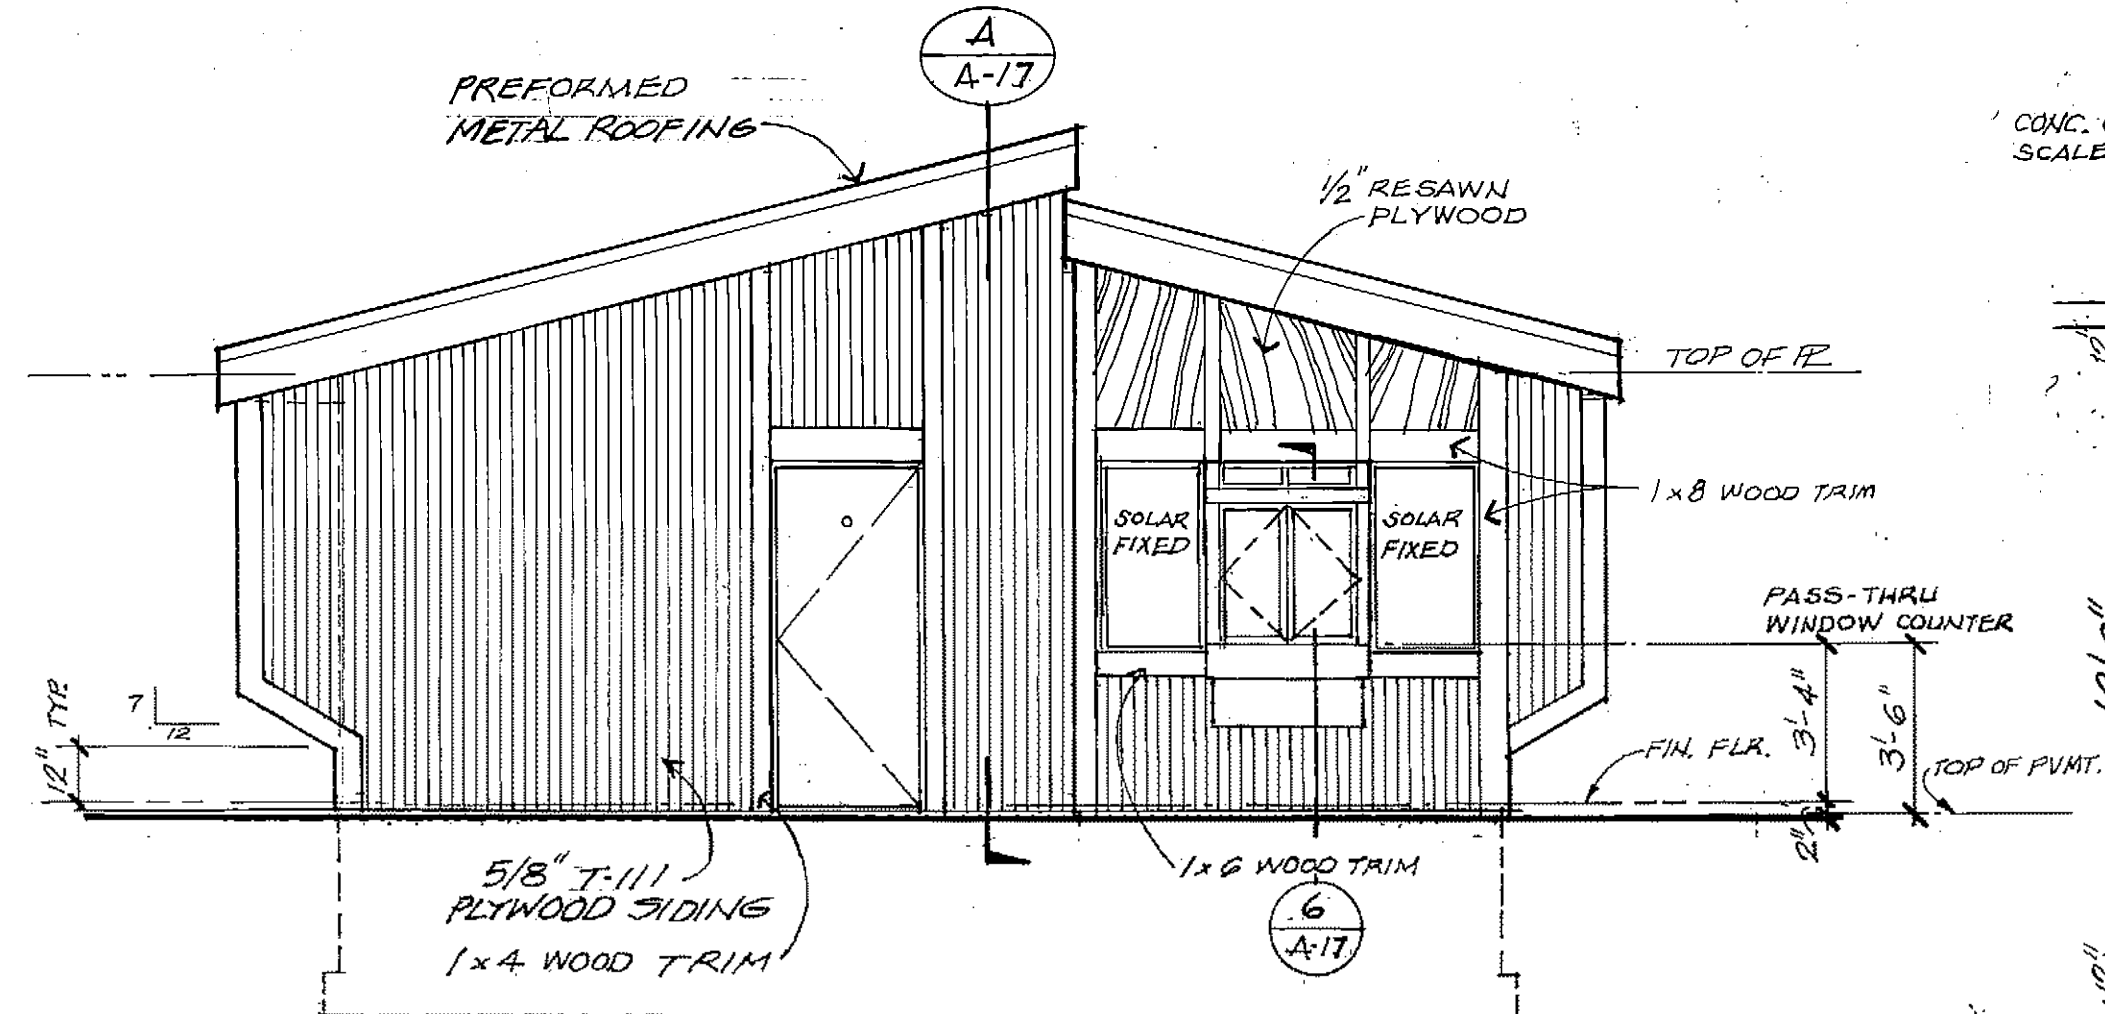 A
A-17
PREFORMED
METAL ROOFING
CONC.
SCALE
1/2" RESAWN
PLYWOOD
TOP OF PL
1x8 WOOD TRIM
SOLAR
FIXED
SOLAR
FIXED
PASS-THRU
WINDOW COUNTER
12" TYP.
7
12
3'-4"
3'-6"
FIN. FLR.
TOP OF PVMT.
2"
5/8" T-111
PLYWOOD SIDING
1x4 WOOD TRIM
1x6 WOOD TRIM
6
A-17